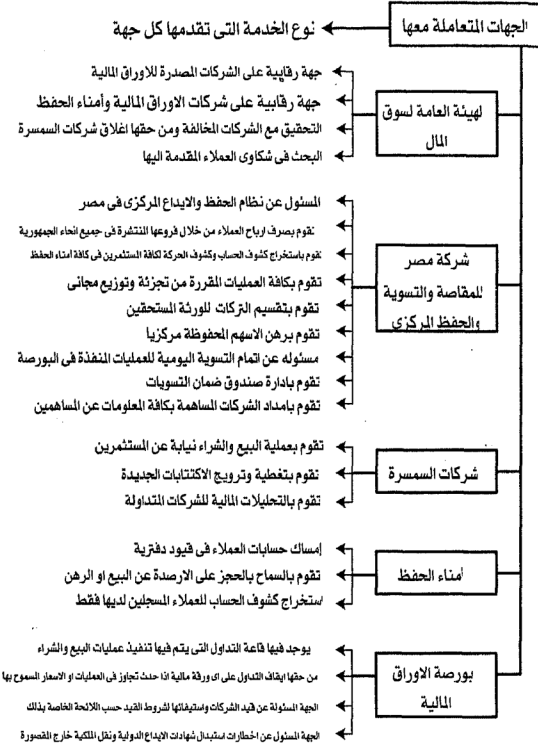 الجهات المتعاملة معها
نوع الخدمة التى تقدمها كل جهة
لهيئة العامة لسوق
المال
جهة رقابية على الشركات المصدرة للاوراق المالية
جهة رقابية على شركات الاوراق المالية وأمناء الحفظ
التحقيق مع الشركات المخالفة ومن حقها اغلاق شركات السمسرة
البحث فى شكاوى العملاء المقدمة اليها
شركة مصر
للمقاصة والتسوية
والحفظ المركزى
المسئول عن نظام الحفظ والايداع المركزى فى مصر
تقوم بصرف ارباح العملاء من خلال فروعها المنتشرة فى جميع انحاء الجمهورية
تقوم باستخراج كشوف الحساب وكشوف الحركة لكافة المستثمرين فى كافة أمناء الحفظ
تقوم بكافة العمليات المقررة من تجزئة وتوزيع مجانى
تقوم بتقسيم التركات للورثة المستحقين
تقوم برهن الاسهم المحفوظة مركزيا
مسئوله عن اتمام التسوية اليومية للعمليات المنفذة فى البورصة
تقوم بادارة صندوق ضمان التسويات
تقوم بامداد الشركات المساهمة بكافة المعلومات عن المساهمين
شركات السمسرة
تقوم بعملية البيع والشراء نيابة عن المستثمرين
تقوم بتغطية وترويج الاكتتابات الجديدة
تقوم بالتحليلات المالية للشركات المتداولة
أمناء الحفظ
إمساك حسابات العملاء فى قيود دفترية
تقوم بالسماح بالحجز على الارصدة عن البيع او الرهن
استخراج كشوف الحساب للعملاء المسجلين لديها فقط
بورصة الاوراق
المالية
يوجد فيها قاعة التداول التى يتم فيها تنفيذ عمليات البيع والشراء
من حقها ايقاف التداول على اى ورقة مالية اذا حدث تجاوز فى العمليات او الاسعار المسموح بها
الجهة المسئولة عن قيد الشركات واستيفائها لشروط القيد حسب اللائحة الخاصة بذلك
الجهة المسئول عن اخطارات استبدال شهادات الايداع الدولية ونقل الملكية خارج المقصورة